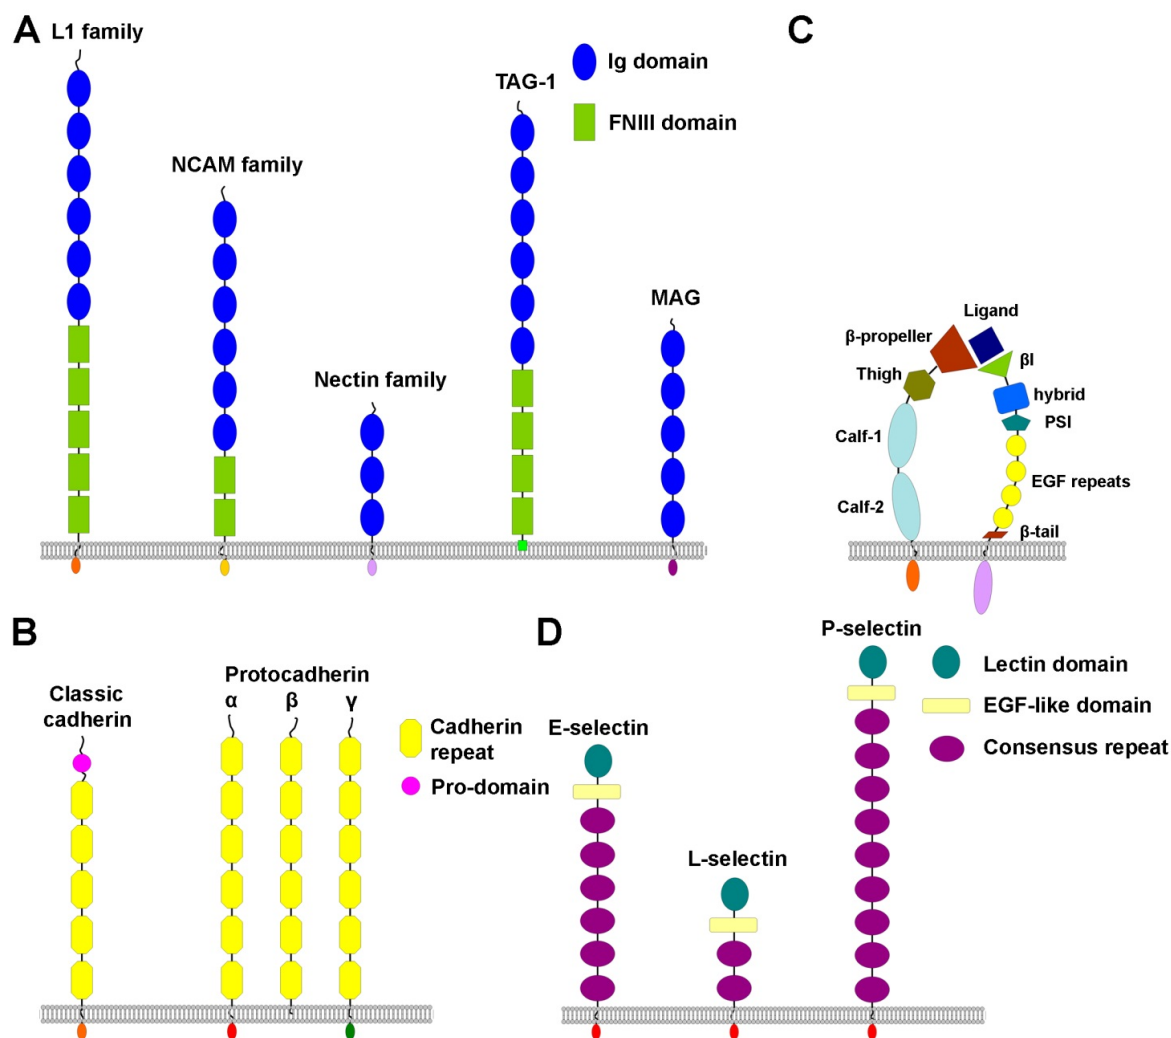 A
L1 family
NCAM family
Nectin family
TAG-1
MAG
Ig domain
FNIII domain
C
Ligand
β-propeller
βI
Thigh
hybrid
PSI
Calf-1
EGF repeats
Calf-2
β-tail
B
Classic
cadherin
Protocadherin
α β γ
Cadherin
repeat
Pro-domain
D
E-selectin
L-selectin
P-selectin
Lectin domain
EGF-like domain
Consensus repeat